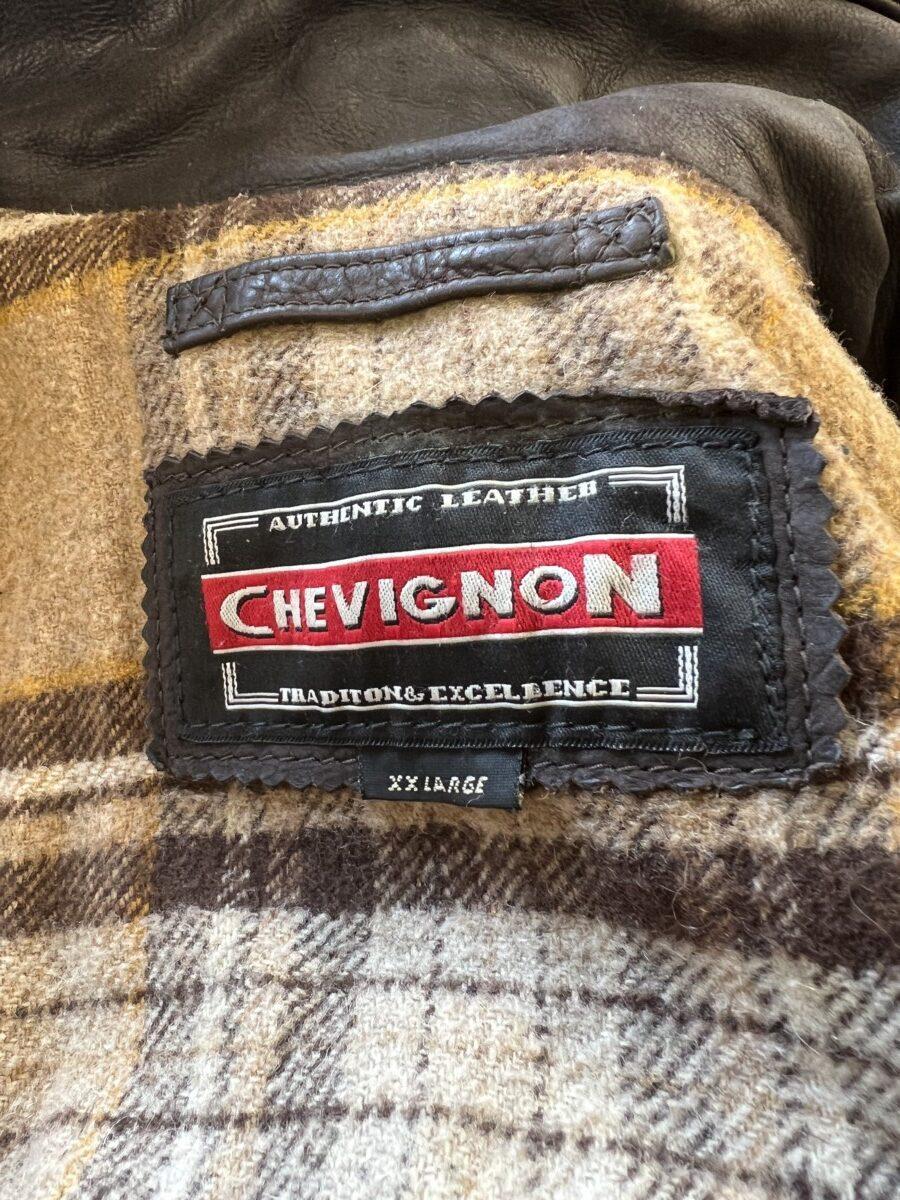 AUTHENTIC LEATHER
CHEVIGNON
TRADITON & EXCELLENCE
XX LARGE